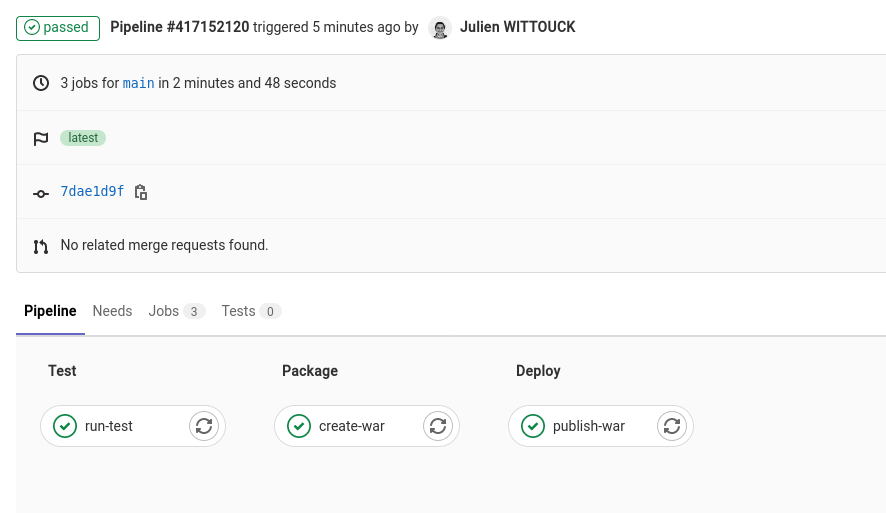 passed Pipeline #417152120 triggered 5 minutes ago by Julien WITTOUCK
3 jobs for main in 2 minutes and 48 seconds
latest
7dae1d9f
No related merge requests found.
Pipeline Needs Jobs 3 Tests 0
Test Package Deploy
run-test create-war publish-war